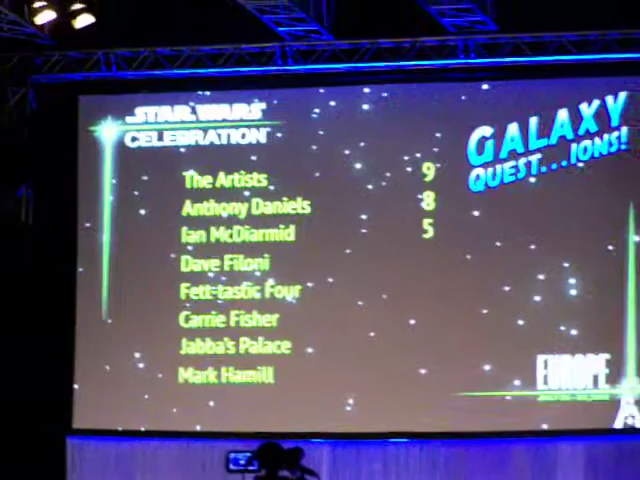 STAR WARS
CELEBRATION
GALAXY
QUEST...IONS!
The Artists 9
Anthony Daniels 8
Ian McDiarmid 5
Dave Filoni
Fett-tastic Four
Carrie Fisher
Jabba's Palace
Mark Hamill
EUROPE